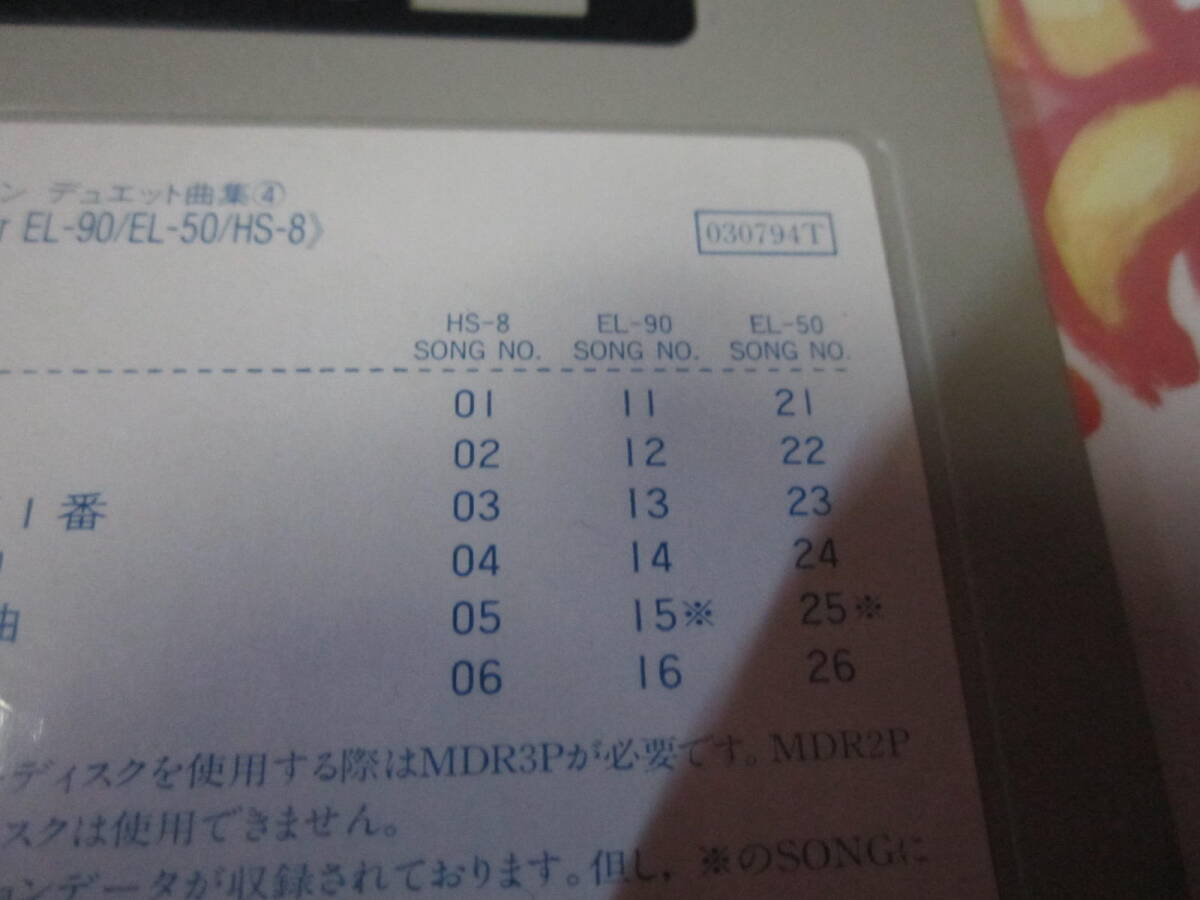 ン デュエット曲集④
r EL-90/EL-50/HS-8》
030794T
HS-8 EL-90 EL-50
SONG NO. SONG NO. SONG NO.
01 11 21
02 12 22
1番 03 13 23
04 14 24
曲 05 15※ 25※
06 16 26
ディスクを使用する際はMDR3Pが必要です。MDR2P
スクは使用できません。
ョンデータが収録されております。但し,※のSONGに